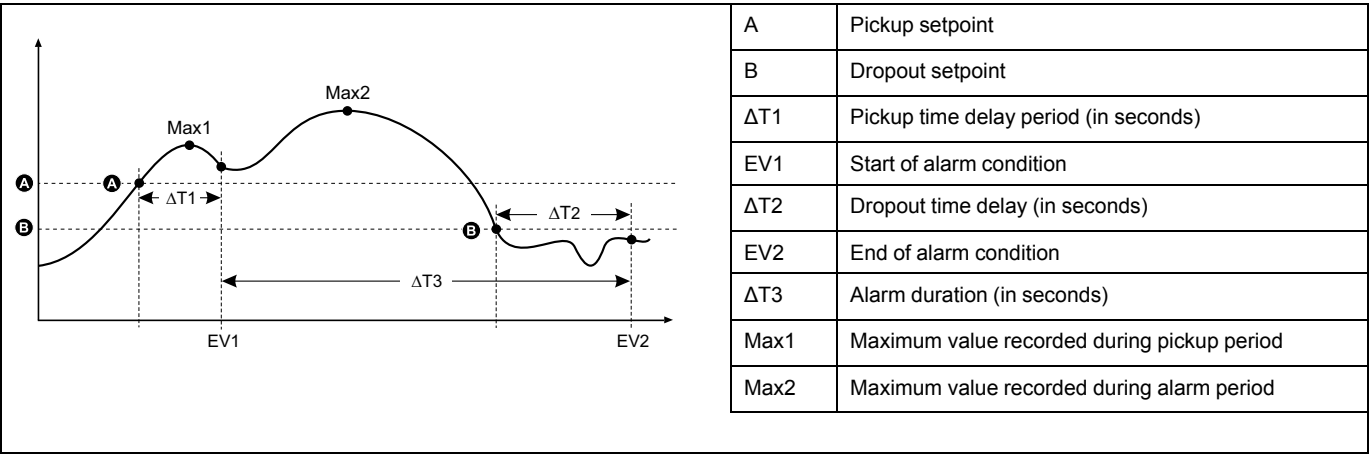 Max2
Max1
A
A
ΔT1
B
B
ΔT2
ΔT3
EV1
EV2
A Pickup setpoint
B Dropout setpoint
ΔT1 Pickup time delay period (in seconds)
EV1 Start of alarm condition
ΔT2 Dropout time delay (in seconds)
EV2 End of alarm condition
ΔT3 Alarm duration (in seconds)
Max1 Maximum value recorded during pickup period
Max2 Maximum value recorded during alarm period